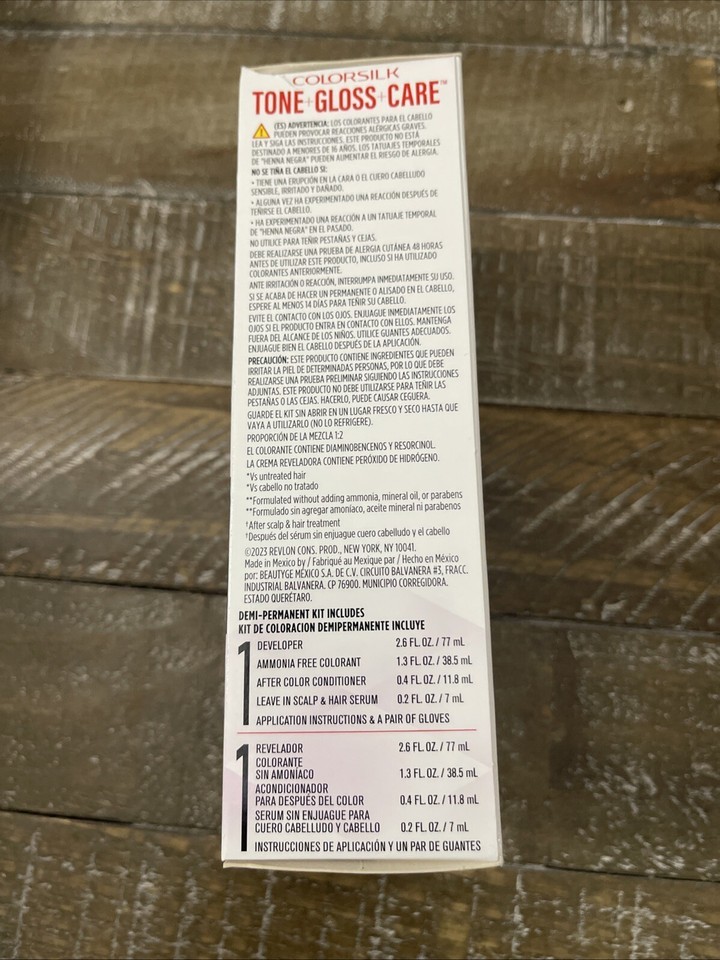 COLORSILK
TONE+GLOSS+CARE™
(ES) ADVERTENCIA: LOS COLORANTES PARA EL CABELLO
PUEDEN PROVOCAR REACCIONES ALÉRGICAS GRAVES.
LEA Y SIGA LAS INSTRUCCIONES. ESTE PRODUCTO NO ESTÁ
DESTINADO A MENORES DE 16 AÑOS. LOS TATUAJES TEMPORALES
DE "HENNA NEGRA" PUEDEN AUMENTAR EL RIESGO DE ALERGIA.
NO SE TIÑA EL CABELLO SI:
• TIENE UNA ERUPCIÓN EN LA CARA O EL CUERO CABELLUDO
SENSIBLE, IRRITADO Y DAÑADO.
• ALGUNA VEZ HA EXPERIMENTADO UNA REACCIÓN DESPUÉS DE
TEÑIRSE EL CABELLO.
• HA EXPERIMENTADO UNA REACCIÓN A UN TATUAJE TEMPORAL
DE "HENNA NEGRA" EN EL PASADO.
NO UTILICE PARA TEÑIR PESTAÑAS Y CEJAS.
DEBE REALIZARSE UNA PRUEBA DE ALERGIA CUTÁNEA 48 HORAS
ANTES DE UTILIZAR ESTE PRODUCTO, INCLUSO SI HA UTILIZADO
COLORANTES ANTERIORMENTE.
ANTE IRRITACIÓN O REACCIÓN, INTERRUMPA INMEDIATAMENTE SU USO.
SI SE ACABA DE HACER UN PERMANENTE O ALISADO EN EL CABELLO,
ESPERE AL MENOS 14 DÍAS PARA TEÑIR SU CABELLO.
EVITE EL CONTACTO CON LOS OJOS. ENJUAGUE INMEDIATAMENTE LOS
OJOS SI EL PRODUCTO ENTRA EN CONTACTO CON ELLOS. MANTENGA
FUERA DEL ALCANCE DE LOS NIÑOS. UTILICE GUANTES ADECUADOS.
ENJUAGUE BIEN EL CABELLO DESPUÉS DE LA APLICACIÓN.
PRECAUCIÓN: ESTE PRODUCTO CONTIENE INGREDIENTES QUE PUEDEN
IRRITAR LA PIEL DE DETERMINADAS PERSONAS, POR LO QUE DEBE
REALIZARSE UNA PRUEBA PRELIMINAR SIGUIENDO LAS INSTRUCCIONES
ADJUNTAS. ESTE PRODUCTO NO DEBE UTILIZARSE PARA TEÑIR LAS
PESTAÑAS O LAS CEJAS. HACERLO, PUEDE CAUSAR CEGUERA.
GUARDE EL KIT SIN ABRIR EN UN LUGAR FRESCO Y SECO HASTA QUE
VAYA A UTILIZARLO (NO LO REFRIGERE).
PROPORCIÓN DE LA MEZCLA 1:2
EL COLORANTE CONTIENE DIAMINOBENCENOS Y RESORCINOL.
LA CREMA REVELADORA CONTIENE PERÓXIDO DE HIDRÓGENO.
*Vs untreated hair
*Vs cabello no tratado
**Formulated without adding ammonia, mineral oil, or parabens
**Formulado sin agregar amoníaco, aceite mineral ni parabenos
†After scalp & hair treatment
†Después del sérum sin enjuague cuero cabelludo y el cabello
©2023 REVLON CONS. PROD., NEW YORK, NY 10041.
Made in Mexico by / Fabriqué au Mexique par / Hecho en México
por: BEAUTYGE MÉXICO S.A. DE C.V. CIRCUITO BALVANERA #3, FRACC.
INDUSTRIAL BALVANERA. CP 76900. MUNICIPIO CORREGIDORA.
ESTADO QUERÉTARO.
DEMI-PERMANENT KIT INCLUDES
KIT DE COLORACION DEMIPERMANENTE INCLUYE
1 DEVELOPER 2.6 FL. OZ. / 77 mL
AMMONIA FREE COLORANT 1.3 FL. OZ. / 38.5 mL
AFTER COLOR CONDITIONER 0.4 FL. OZ. / 11.8 mL
LEAVE IN SCALP & HAIR SERUM 0.2 FL. OZ. / 7 mL
APPLICATION INSTRUCTIONS & A PAIR OF GLOVES
1 REVELADOR 2.6 FL. OZ. / 77 mL
COLORANTE
SIN AMONÍACO 1.3 FL. OZ. / 38.5 mL
ACONDICIONADOR
PARA DESPUÉS DEL COLOR 0.4 FL. OZ. / 11.8 mL
SERUM SIN ENJUAGUE PARA
CUERO CABELLUDO Y CABELLO 0.2 FL. OZ. / 7 mL
INSTRUCCIONES DE APLICACIÓN Y UN PAR DE GUANTES